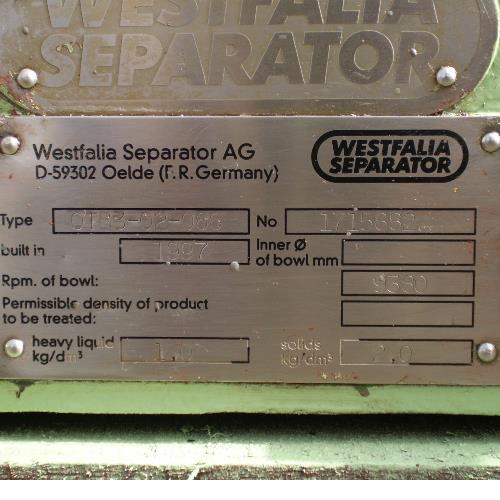 WESTFALIA
SEPARATOR
Westfalia Separator AG
D-59302 Oelde (F.R.Germany)
WESTFALIA
SEPARATOR
Type No
built in 1997 Inner Ø
of bowl mm
Rpm. of bowl:
Permissible density of product
to be treated:
heavy liquid
kg/dm³ 1.0
solids
kg/dm³ 2.0